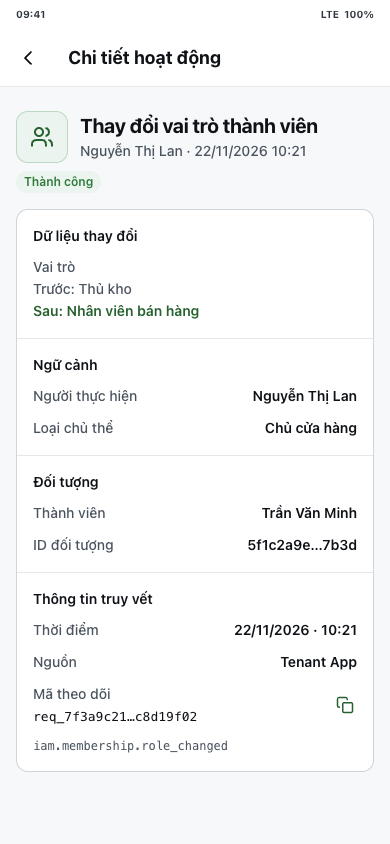 09:41
LTE 100%
Chi tiết hoạt động
Thay đổi vai trò thành viên
Nguyễn Thị Lan · 22/11/2026 10:21
Thành công
Dữ liệu thay đổi
Vai trò
Trước: Thủ kho
Sau: Nhân viên bán hàng
Ngữ cảnh
Người thực hiện Nguyễn Thị Lan
Loại chủ thể Chủ cửa hàng
Đối tượng
Thành viên Trần Văn Minh
ID đối tượng 5f1c2a9e...7b3d
Thông tin truy vết
Thời điểm 22/11/2026 · 10:21
Nguồn Tenant App
Mã theo dõi
req_7f3a9c21…c8d19f02
iam.membership.role_changed